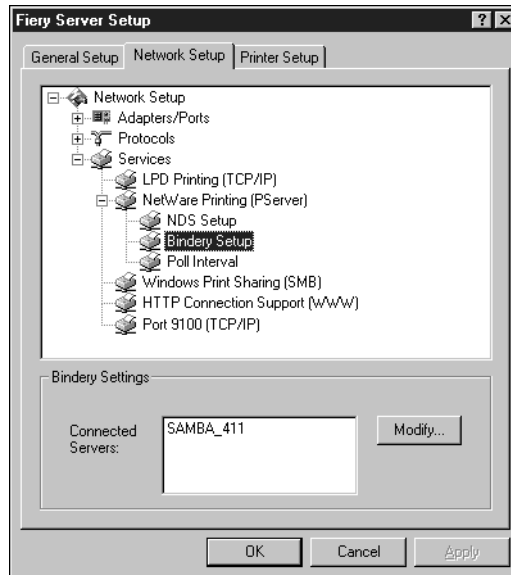 Fiery Server Setup
General Setup Network Setup Printer Setup
Network Setup
Adapters/Ports
Protocols
Services
LPD Printing (TCP/IP)
NetWare Printing (PServer)
NDS Setup
Bindery Setup
Poll Interval
Windows Print Sharing (SMB)
HTTP Connection Support (WWW)
Port 9100 (TCP/IP)
Bindery Settings
Connected Servers:
SAMBA_411
Modify...
OK Cancel Apply